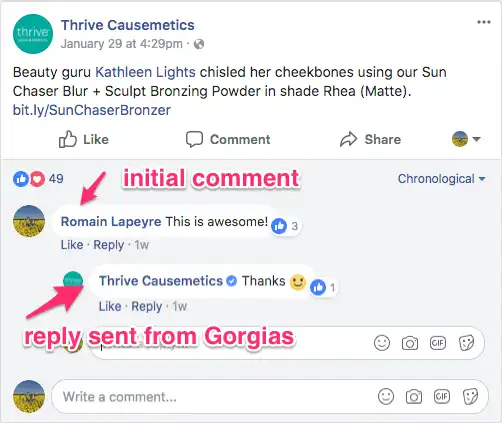 thrive
Thrive Causemetics
January 29 at 4:29pm ·
Beauty guru Kathleen Lights chisled her cheekbones using our Sun
Chaser Blur + Sculpt Bronzing Powder in shade Rhea (Matte).
bit.ly/SunChaserBronzer
Like Comment Share
49 initial comment Chronological
Romain Lapeyre This is awesome! 3
Like · Reply · 1w
thrive Thrive Causemetics Thanks 1
Like · Reply · 1w
reply sent from Gorgias
GIF
Write a comment... GIF